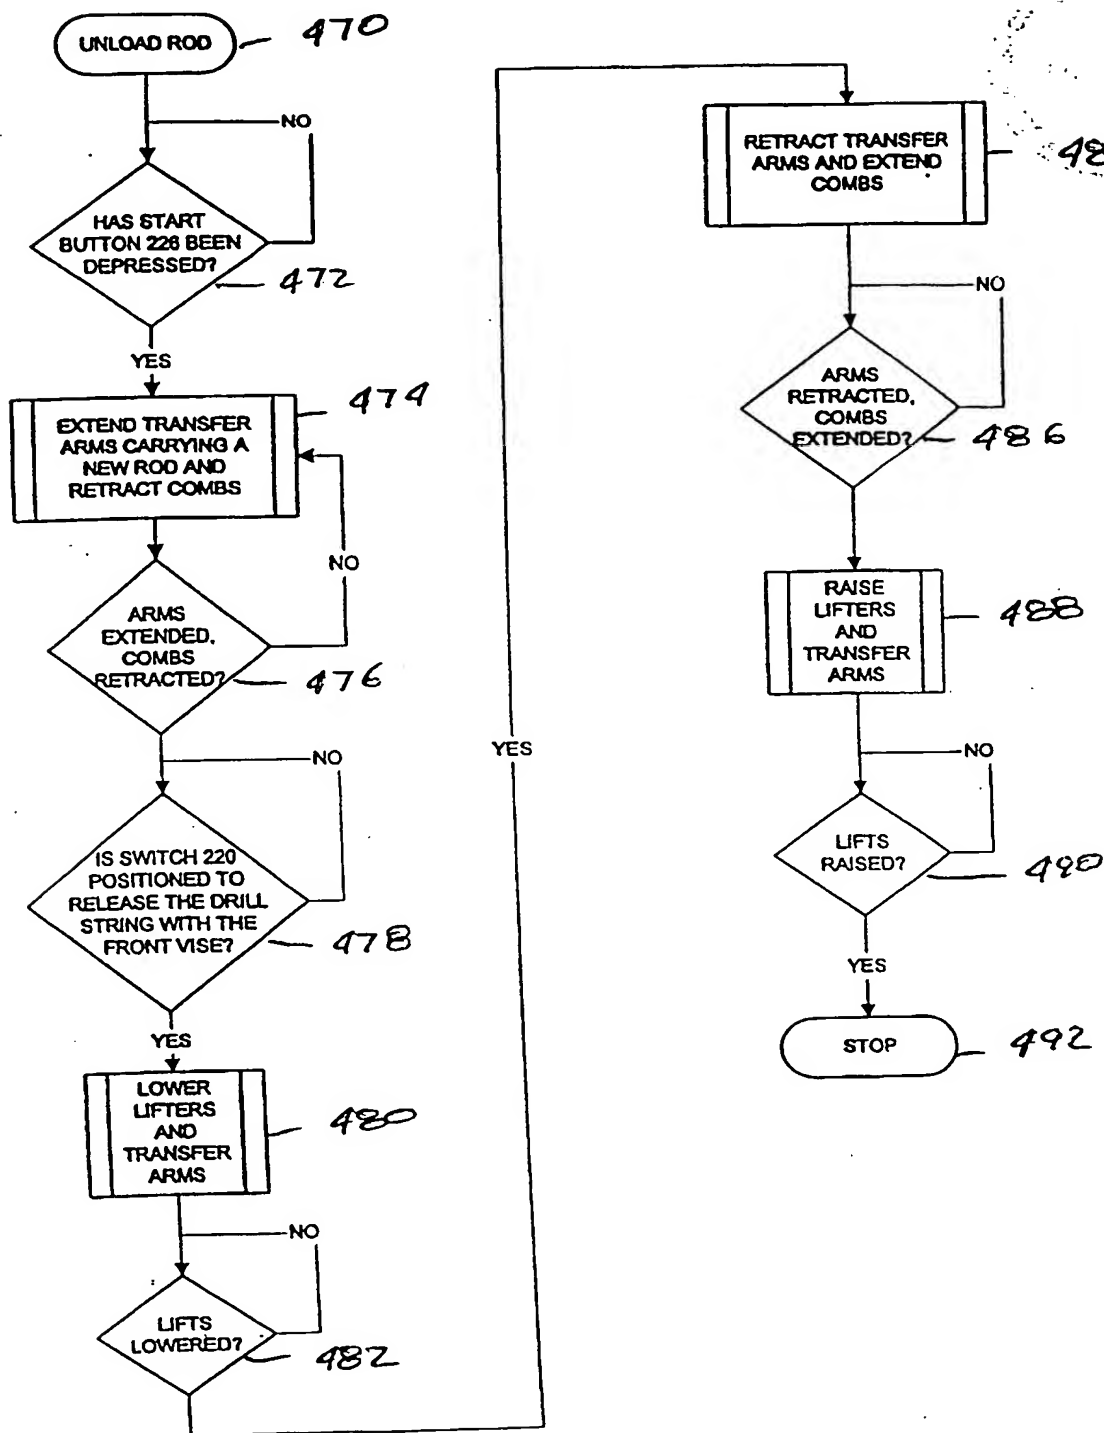 UNLOAD ROD
470
NO
HAS START
BUTTON 226 BEEN
DEPRESSED?
472
YES
EXTEND TRANSFER
ARMS CARRYING A
NEW ROD AND
RETRACT COMBS
474
NO
ARMS
EXTENDED,
COMBS
RETRACTED?
476
NO
IS SWITCH 220
POSITIONED TO
RELEASE THE DRILL
STRING WITH THE
FRONT VISE?
478
YES
LOWER
LIFTERS
AND
TRANSFER
ARMS
480
NO
LIFTS
LOWERED?
482
YES
RETRACT TRANSFER
ARMS AND EXTEND
COMBS
NO
ARMS
RETRACTED,
COMBS
EXTENDED?
486
RAISE
LIFTERS
AND
TRANSFER
ARMS
488
NO
LIFTS
RAISED?
490
YES
STOP
492